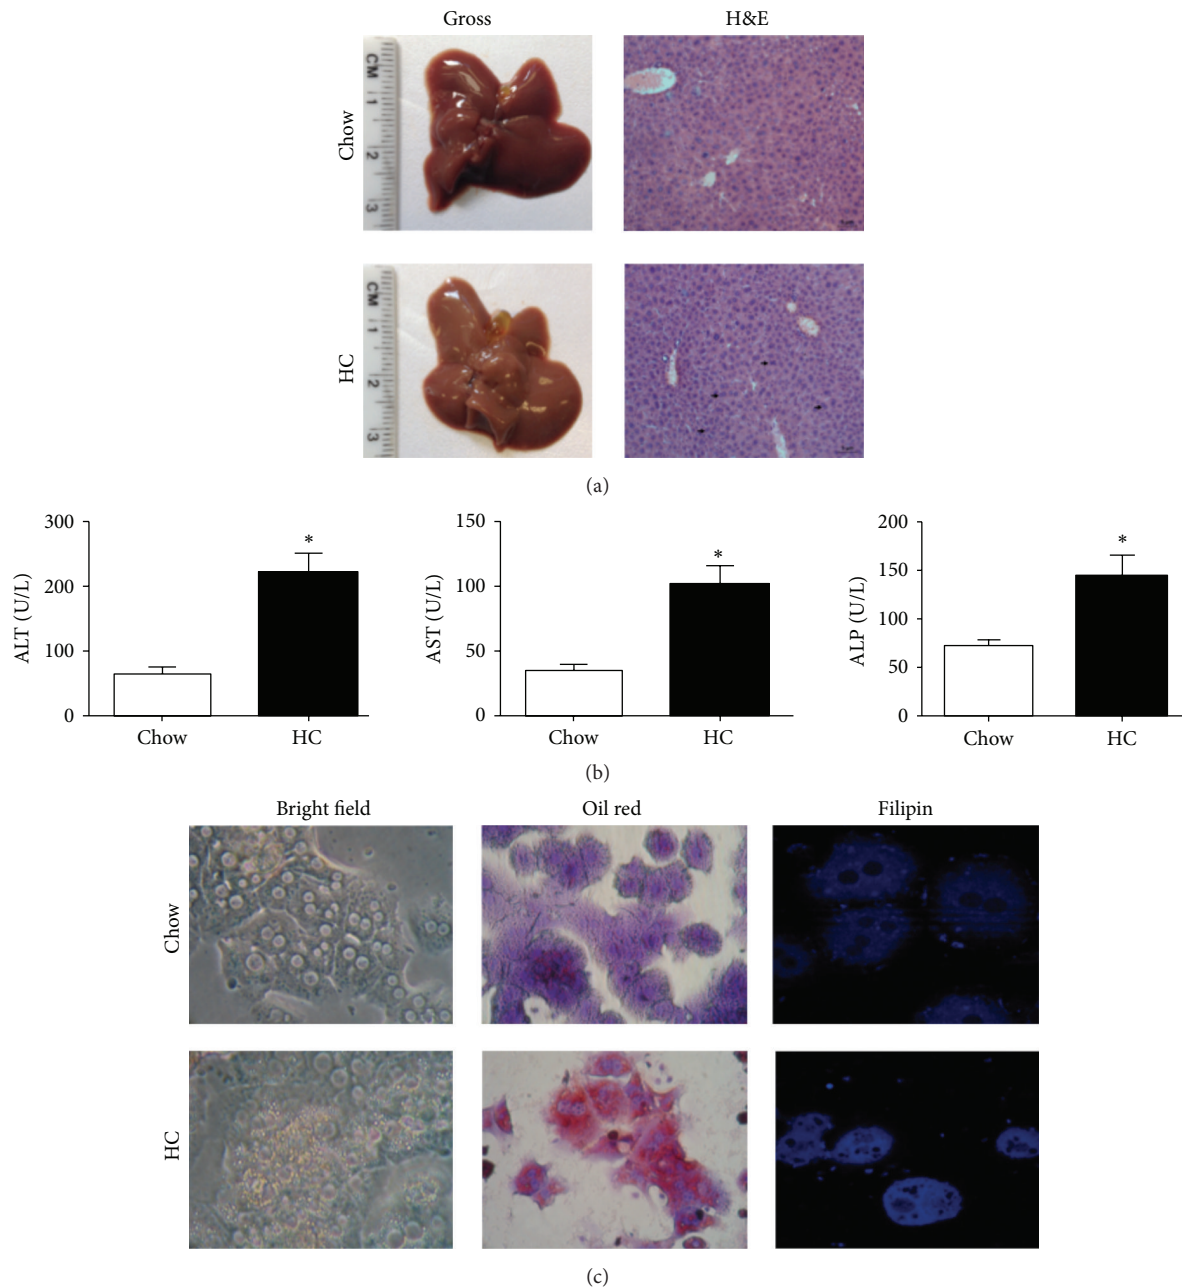 Gross
H&E
Chow
CM
1
2
3
HC
CM
1
2
3
(a)
300
200
100
0
ALT (U/L)
*
Chow
HC
150
100
50
0
AST (U/L)
*
Chow
HC
200
150
100
50
0
ALP (U/L)
*
Chow
HC
(b)
Bright field
Oil red
Filipin
Chow
HC
(c)